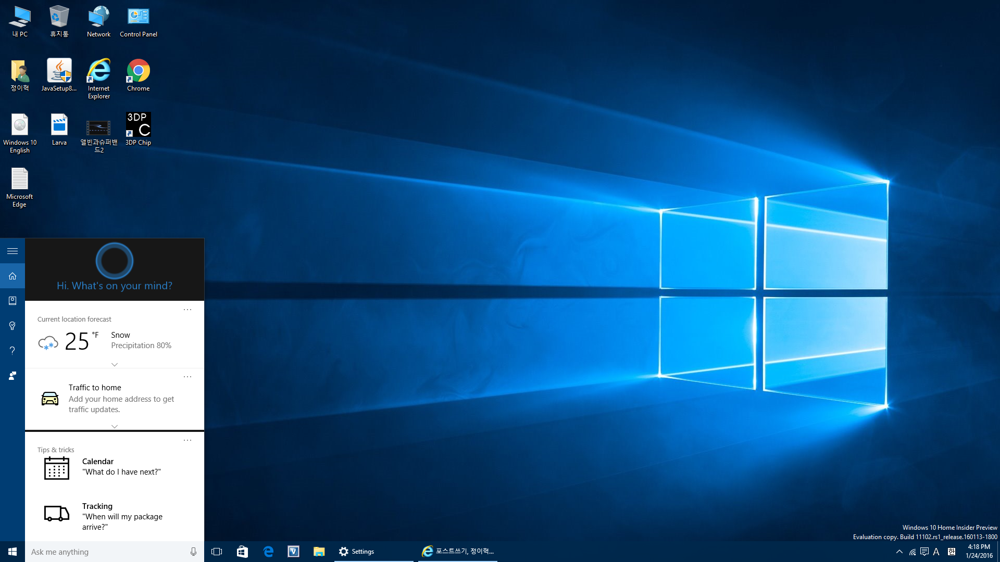 내 PC
휴지통
Network
Control Panel
정이혁
JavaSetup8...
Internet
Explorer
Chrome
Windows 10
English
Larva
앨빈과슈퍼밴
드2
3DP
C
3DP Chip
Microsoft
Edge
Hi. What's on your mind?
Current location forecast
25 °F
Snow
Precipitation 80%
Traffic to home
Add your home address to get
traffic updates.
Tips & tricks
Calendar
"What do I have next?"
Tracking
"When will my package
arrive?"
Windows 10 Home Insider Preview
Evaluation copy. Build 11102.rs1_release.160113-1800
Ask me anything
V
Settings
포스트쓰기, 정이혁...
A
한
4:18 PM
1/24/2016